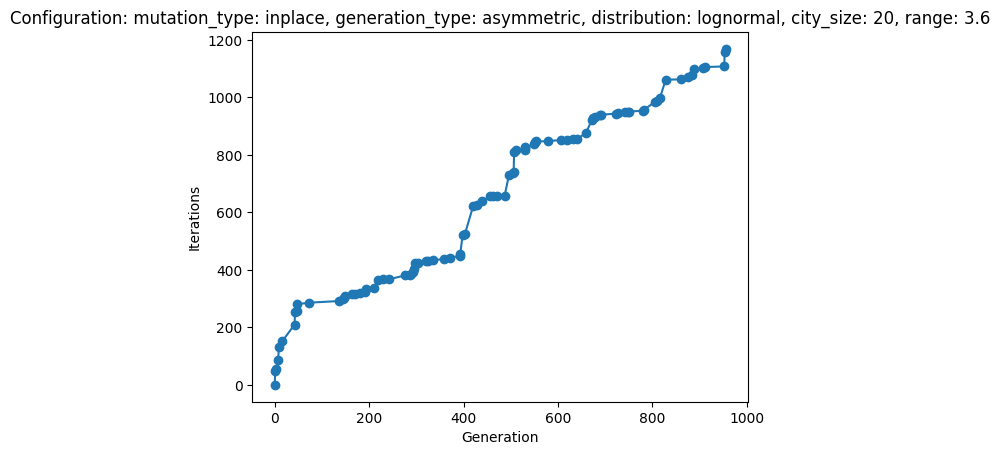 Configuration: mutation_type: inplace, generation_type: asymmetric, distribution: lognormal, city_size: 20, range: 3.6
1200
1000
800
600
400
200
0
Iterations
0 200 400 600 800 1000
Generation